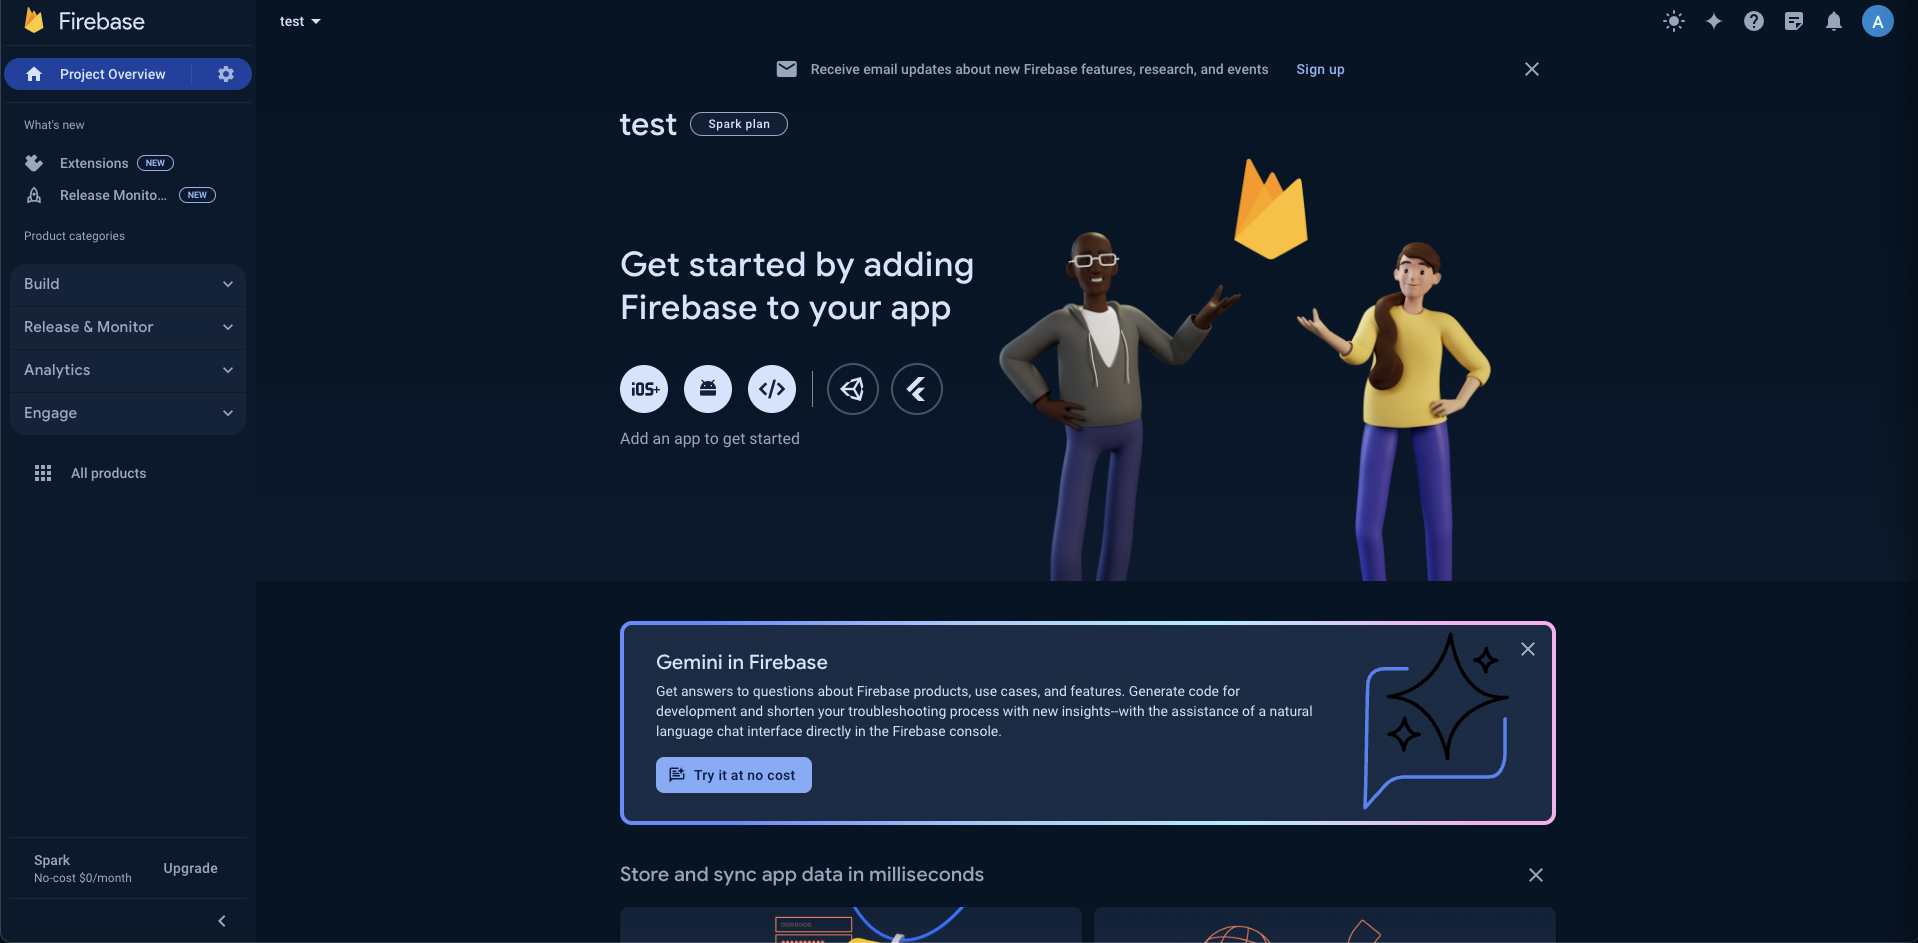 Firebase
test
Project Overview
What's new
Extensions NEW
Release Monito... NEW
Product categories
Build
Release & Monitor
Analytics
Engage
All products
Spark
No-cost $0/month
Upgrade
A
Receive email updates about new Firebase features, research, and events Sign up
test Spark plan
Get started by adding
Firebase to your app
iOS+
Add an app to get started
Gemini in Firebase
Get answers to questions about Firebase products, use cases, and features. Generate code for
development and shorten your troubleshooting process with new insights–with the assistance of a natural
language chat interface directly in the Firebase console.
Try it at no cost
Store and sync app data in milliseconds